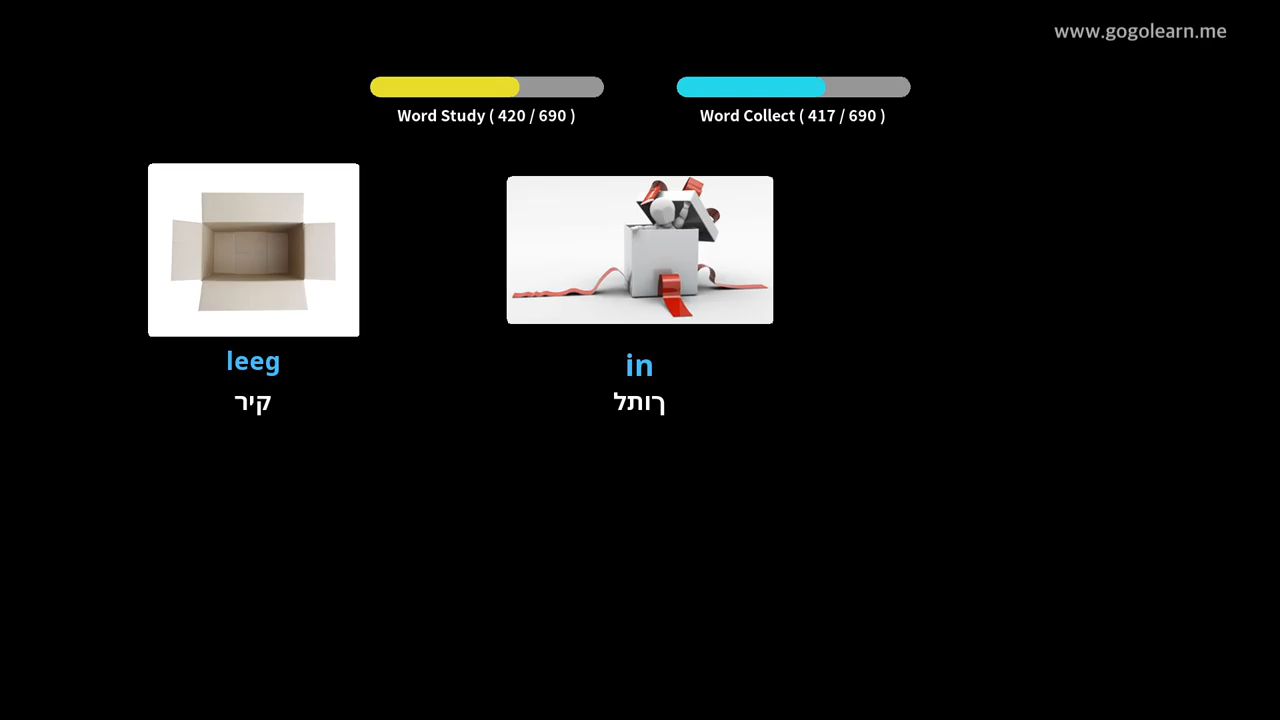 www.gogolearn.me
Word Study ( 420 / 690 )
Word Collect ( 417 / 690 )
leeg
קיר
in
ךותל